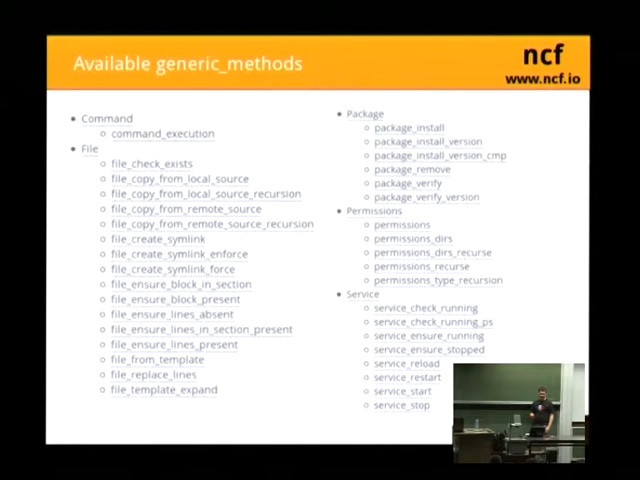 Available generic_methods
ncf
www.ncf.io
Command
command_execution
File
file_check_exists
file_copy_from_local_source
file_copy_from_local_source_recursion
file_copy_from_remote_source
file_copy_from_remote_source_recursion
file_create_symlink
file_create_symlink_enforce
file_create_symlink_force
file_ensure_block_in_section
file_ensure_block_present
file_ensure_lines_absent
file_ensure_lines_in_section_present
file_ensure_lines_present
file_from_template
file_replace_lines
file_template_expand
Package
package_install
package_install_version
package_install_version_cmp
package_remove
package_verify
package_verify_version
Permissions
permissions
permissions_dirs
permissions_dirs_recurse
permissions_recurse
permissions_type_recursion
Service
service_check_running
service_check_running_ps
service_ensure_running
service_ensure_stopped
service_reload
service_restart
service_start
service_stop